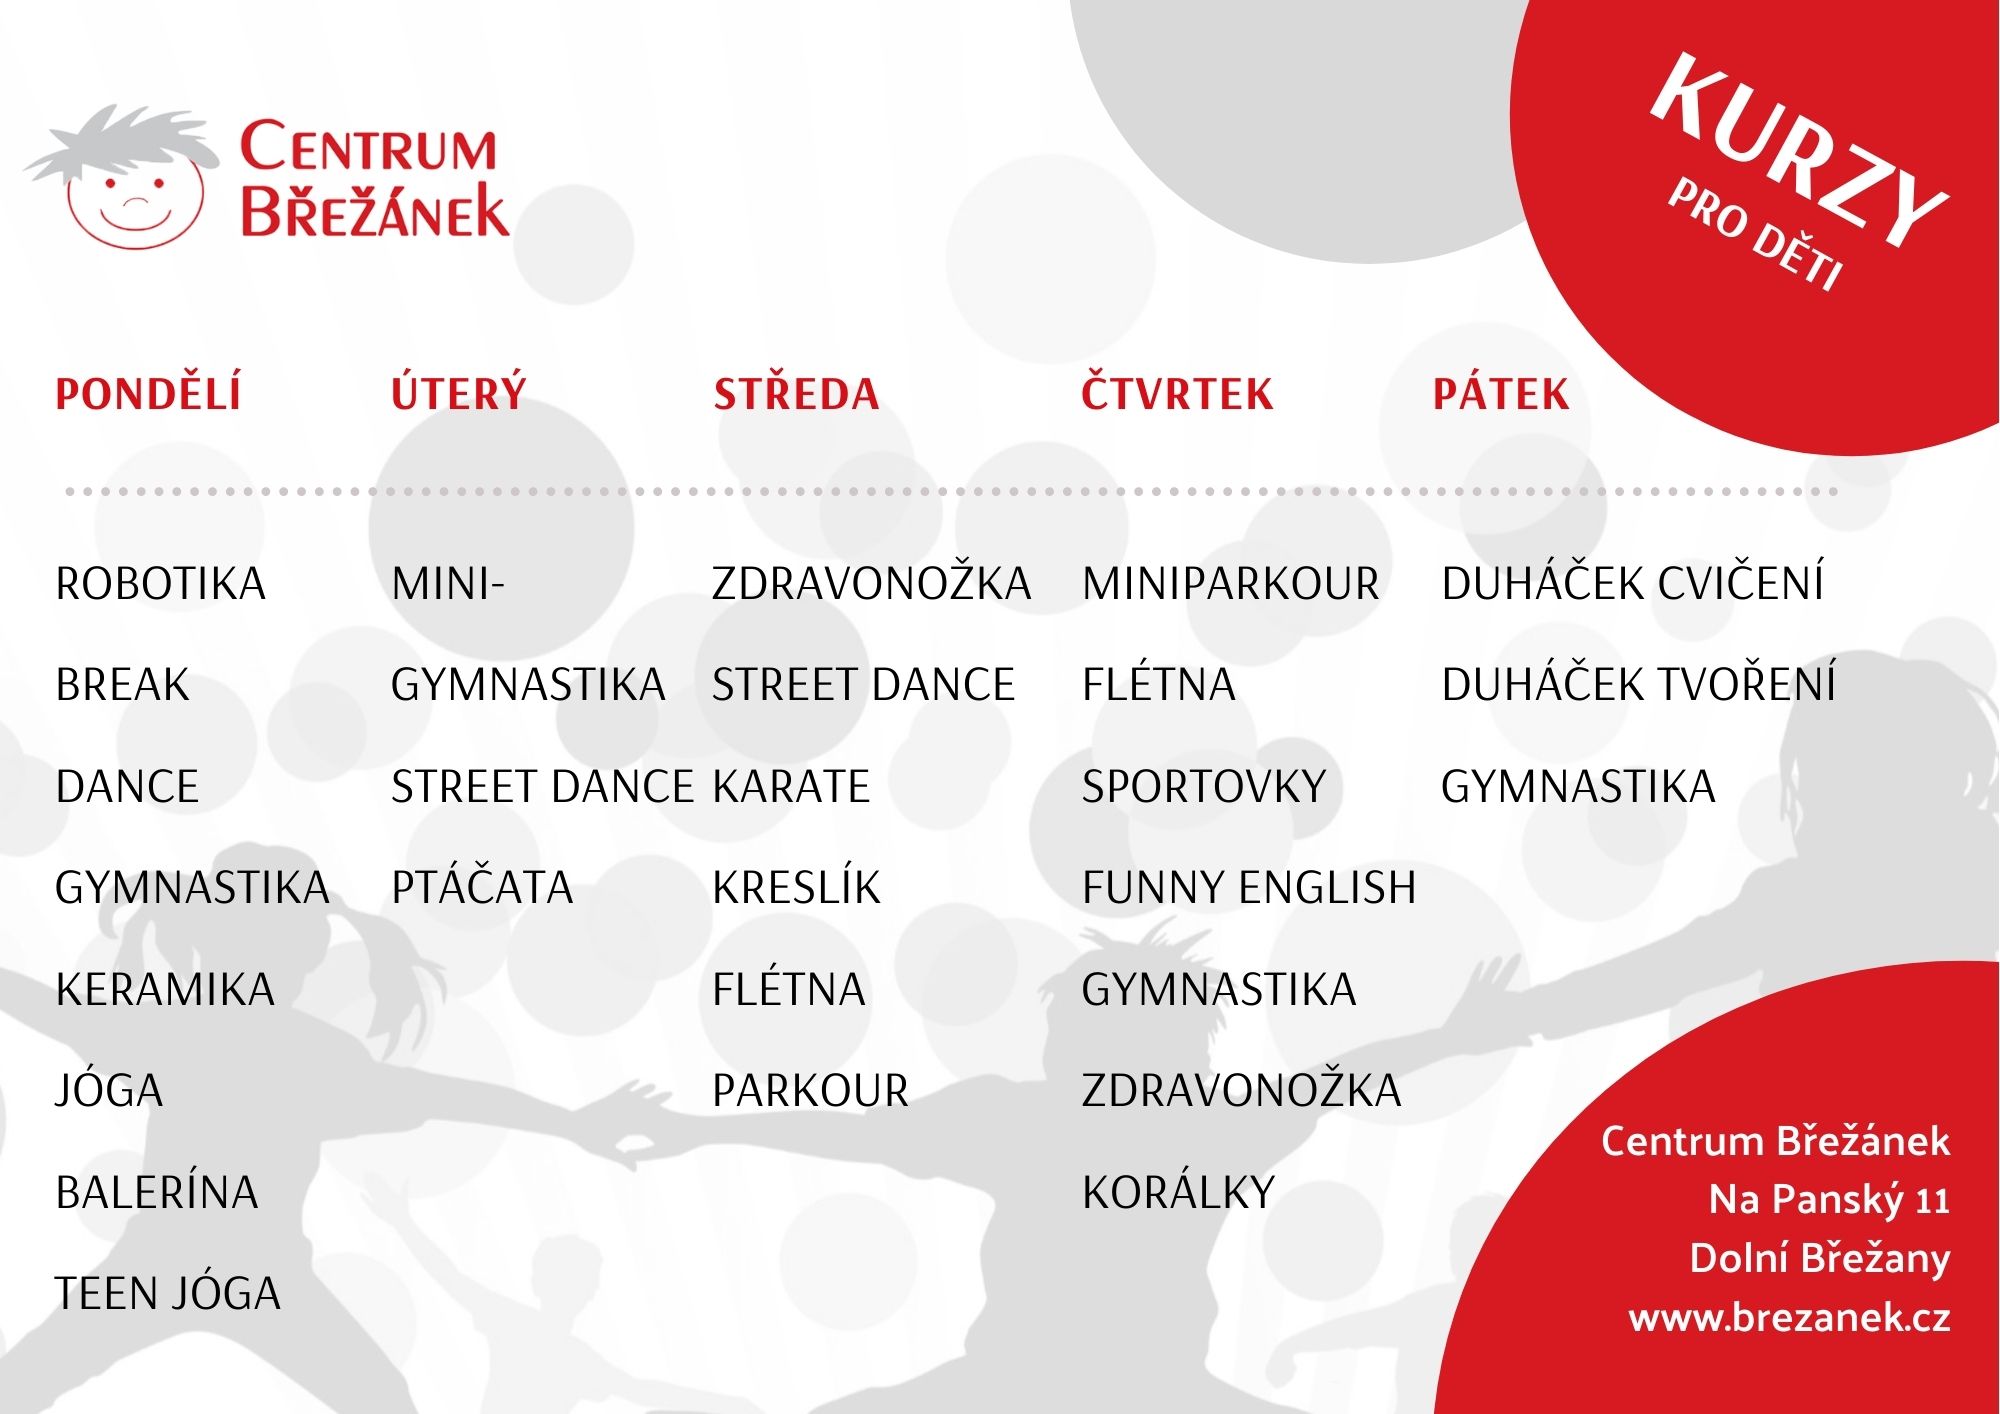 CENTRUM
BŘEŽÁNEK
KURZY
PRO DĚTI
PONDĚLÍ
ÚTERÝ
STŘEDA
ČTVRTEK
PÁTEK
ROBOTIKA
BREAK
DANCE
GYMNASTIKA
KERAMIKA
JÓGA
BALERÍNA
TEEN JÓGA
MINI-
GYMNASTIKA
STREET DANCE
PTÁČATA
ZDRAVONOŽKA
STREET DANCE
KARATE
KRESLÍK
FLÉTNA
PARKOUR
MINIPARKOUR
FLÉTNA
SPORTOVKY
FUNNY ENGLISH
GYMNASTIKA
ZDRAVONOŽKA
KORÁLKY
DUHÁČEK CVIČENÍ
DUHÁČEK TVOŘENÍ
GYMNASTIKA
Centrum Břežánek
Na Panský 11
Dolní Břežany
www.brezanek.cz